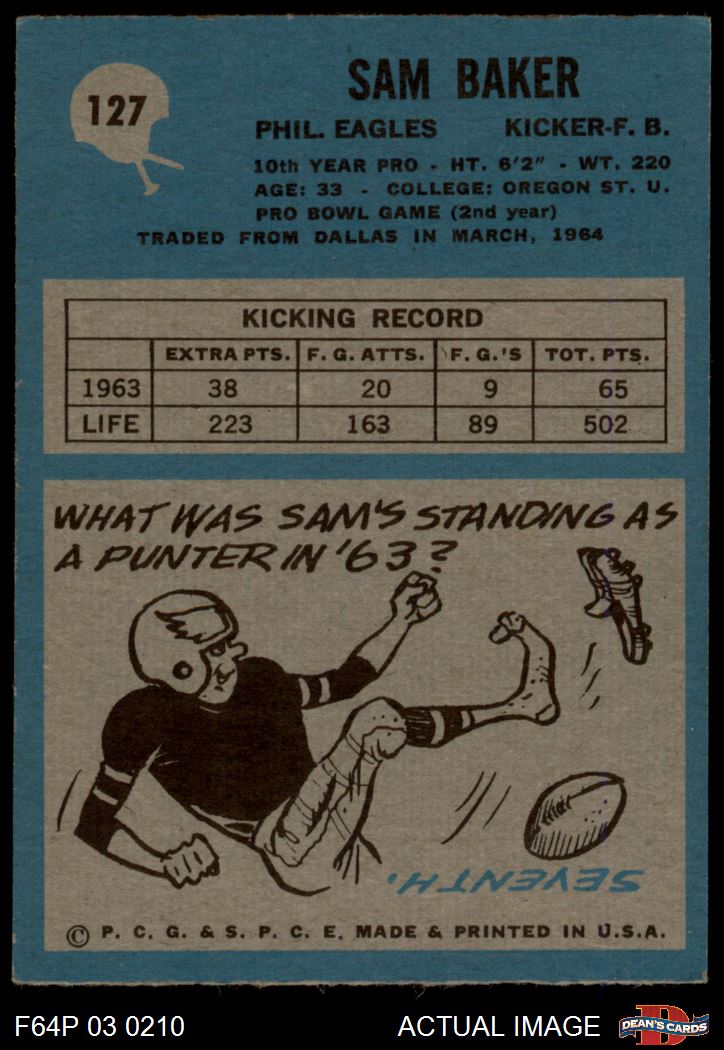 127
SAM BAKER
PHIL. EAGLES KICKER-F. B.
10th YEAR PRO - HT. 6'2" - WT. 220
AGE: 33 - COLLEGE: OREGON ST. U.
PRO BOWL GAME (2nd year)
TRADED FROM DALLAS IN MARCH, 1964
KICKING RECORD
EXTRA PTS. F. G. ATTS. F. G.'S TOT. PTS.
1963 38 20 9 65
LIFE 223 163 89 502
WHAT WAS SAM'S STANDING AS
A PUNTER IN '63?
SEVENTH.
© P. C. G. & S. P. C. E. MADE & PRINTED IN U.S.A.
F64P 03 0210 ACTUAL IMAGE D DEAN'S CARDS